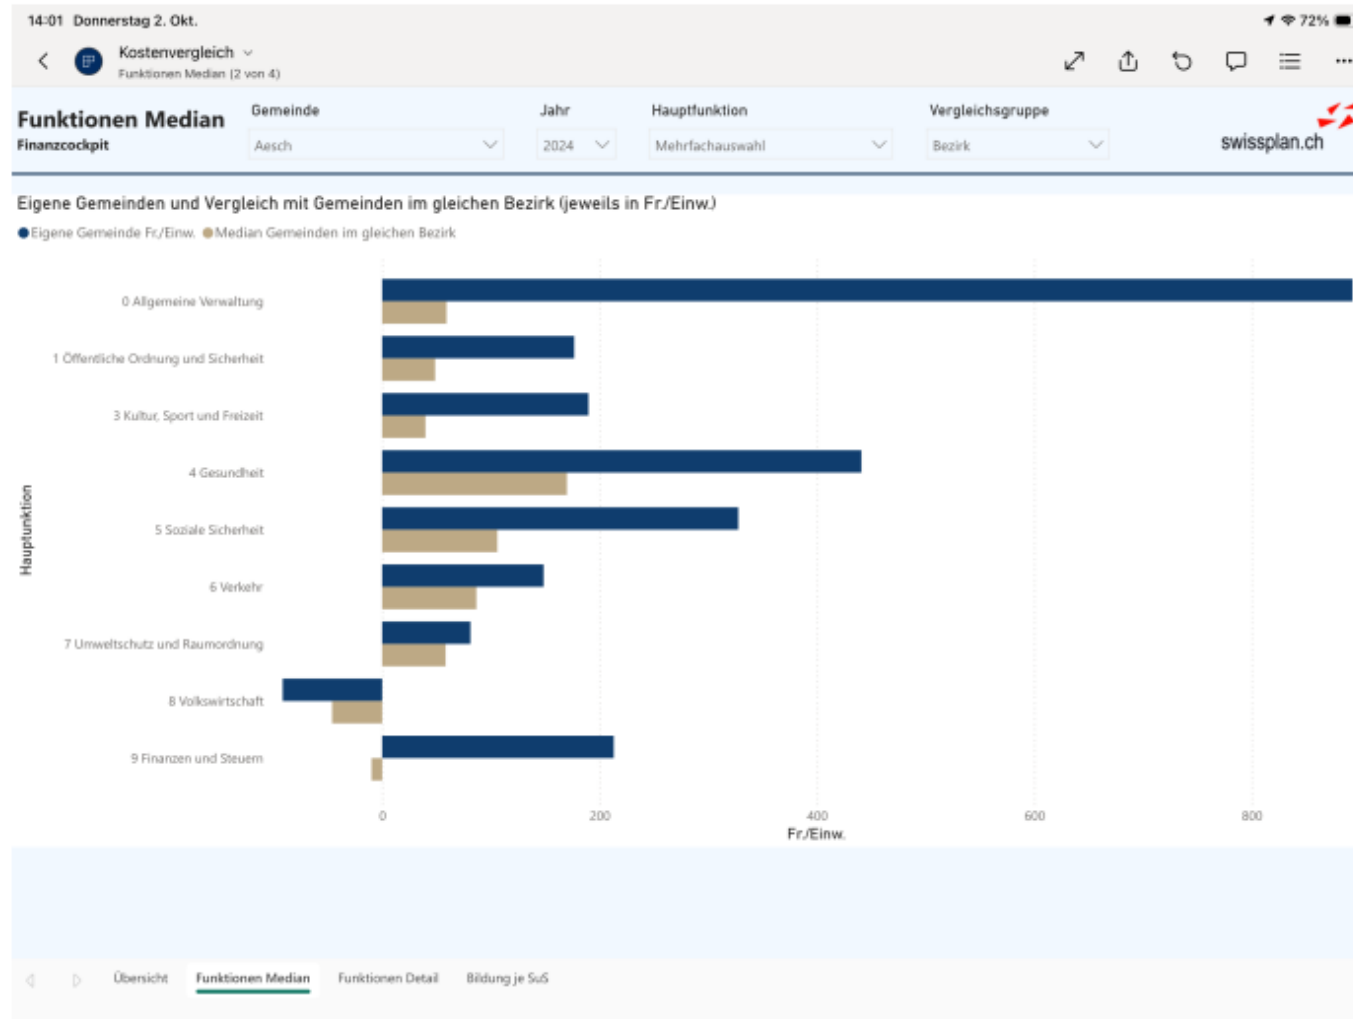 14:01 Donnerstag 2. Okt.
72%
Kostenvergleich
Funktionen Median (2 von 4)
Funktionen Median
Finanzcockpit
Gemeinde
Aesch
Jahr
2024
Hauptfunktion
Mehrfachauswahl
Vergleichsgruppe
Bezirk
swissplan.ch
Eigene Gemeinden und Vergleich mit Gemeinden im gleichen Bezirk (jeweils in Fr./Einw.)
Eigene Gemeinde Fr./Einw. Median Gemeinden im gleichen Bezirk
Hauptfunktion
0 Allgemeine Verwaltung
1 Öffentliche Ordnung und Sicherheit
3 Kultur, Sport und Freizeit
4 Gesundheit
5 Soziale Sicherheit
6 Verkehr
7 Umweltschutz und Raumordnung
8 Volkswirtschaft
9 Finanzen und Steuern
0 200 400 600 800
Fr./Einw.
Übersicht Funktionen Median Funktionen Detail Bildung je SuS